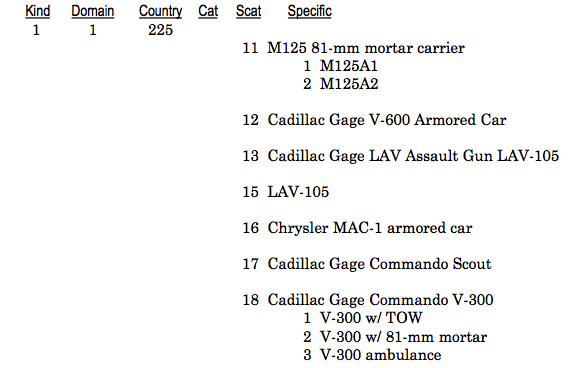 Kind Domain Country Cat Scat Specific
1 1 225
11 M125 81-mm mortar carrier
1 M125A1
2 M125A2
12 Cadillac Gage V-600 Armored Car
13 Cadillac Gage LAV Assault Gun LAV-105
15 LAV-105
16 Chrysler MAC-1 armored car
17 Cadillac Gage Commando Scout
18 Cadillac Gage Commando V-300
1 V-300 w/ TOW
2 V-300 w/ 81-mm mortar
3 V-300 ambulance